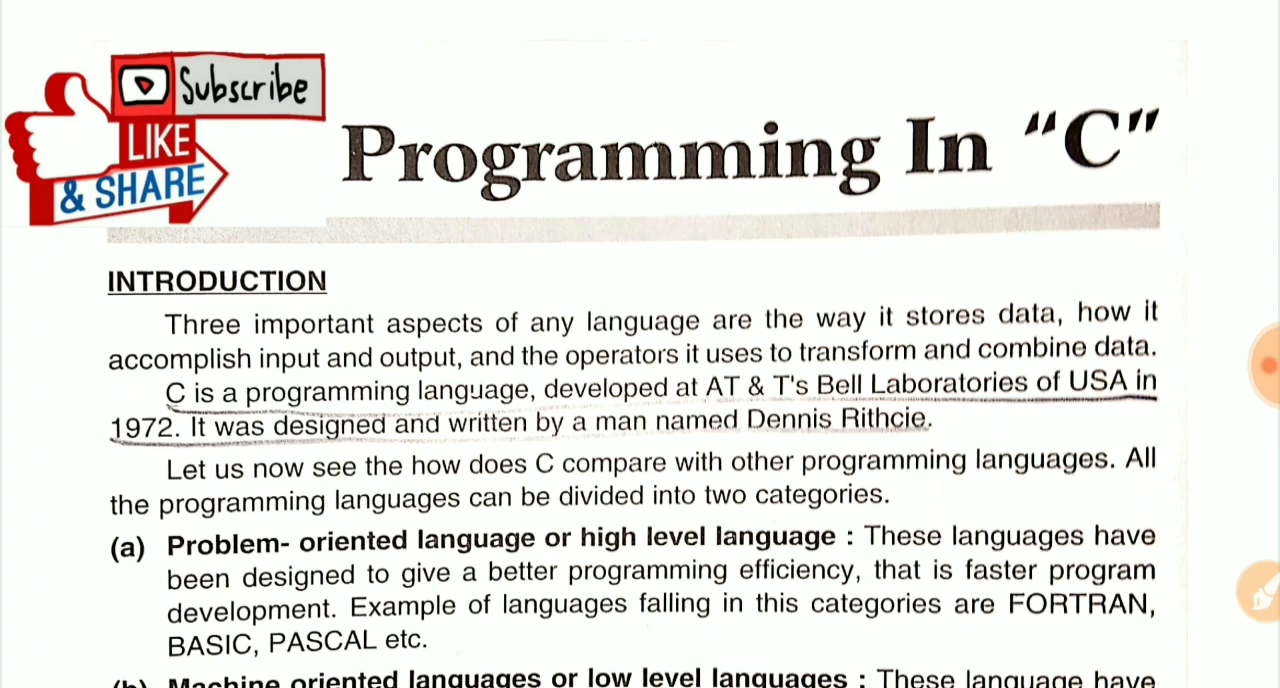 Subscribe
LIKE
& SHARE
Programming In "C"
INTRODUCTION
Three important aspects of any language are the way it stores data, how it
accomplish input and output, and the operators it uses to transform and combine data.
C is a programming language, developed at AT & T's Bell Laboratories of USA in
1972. It was designed and written by a man named Dennis Rithcie.
Let us now see the how does C compare with other programming languages. All
the programming languages can be divided into two categories.
(a) Problem- oriented language or high level language : These languages have
been designed to give a better programming efficiency, that is faster program
development. Example of languages falling in this categories are FORTRAN,
BASIC, PASCAL etc.
(b) Machine oriented languages or low level languages : These language have